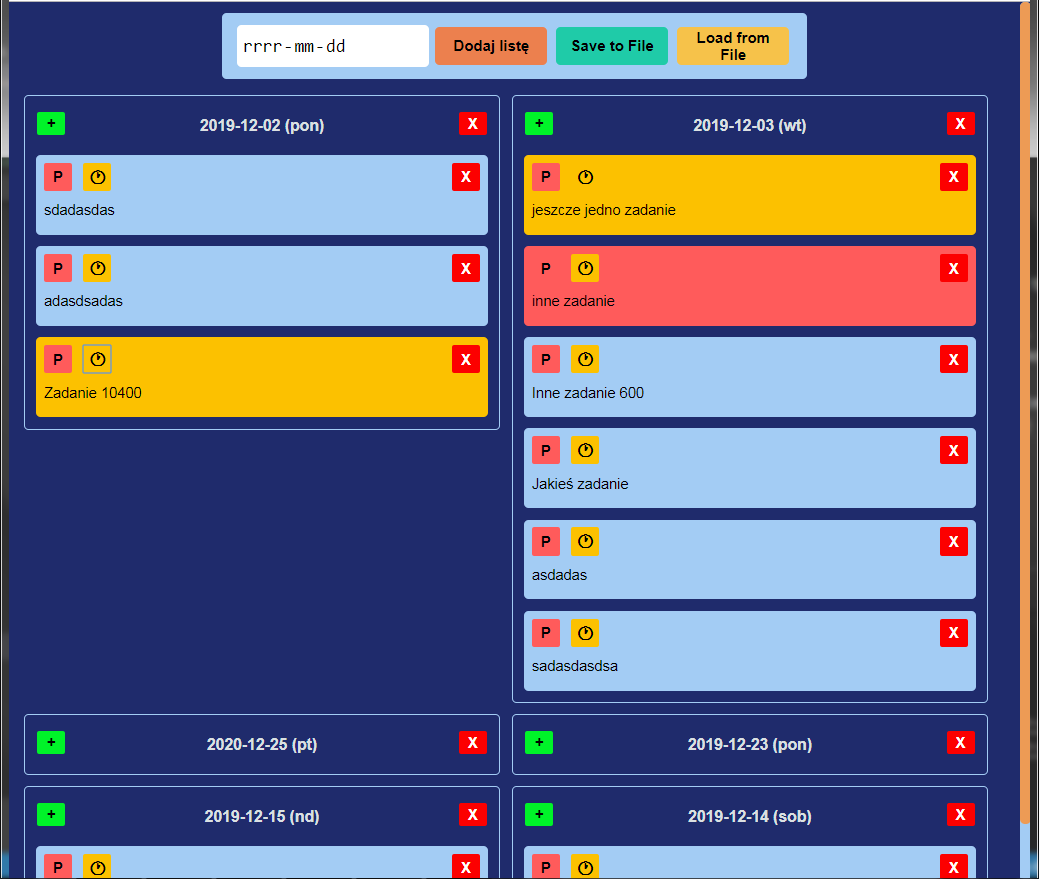 rrrr-mm-dd
Dodaj listę
Save to File
Load from
File
+
2019-12-02 (pon)
X
P
X
sdadasdas
P
X
adasdsadas
P
X
Zadanie 10400
+
2019-12-03 (wt)
X
P
X
jeszcze jedno zadanie
P
X
inne zadanie
P
X
Inne zadanie 600
P
X
Jakieś zadanie
P
X
asdadas
P
X
sadasdasdsa
+
2020-12-25 (pt)
X
+
2019-12-23 (pon)
X
+
2019-12-15 (nd)
X
P
X
+
2019-12-14 (sob)
X
P
X